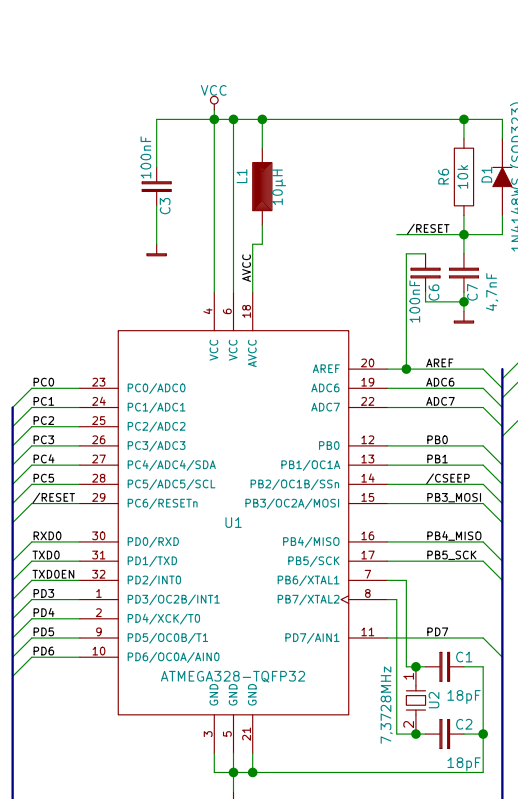 VCC
100nF
C3
L1
10µH
AVCC
R6
10k
D1
1N4148WS (SOD323)
/RESET
100nF
C6
C7
4,7nF
4
6
18
VCC
VCC
AVCC
PC0 23 PC0/ADC0
PC1 24 PC1/ADC1
PC2 25 PC2/ADC2
PC3 26 PC3/ADC3
PC4 27 PC4/ADC4/SDA
PC5 28 PC5/ADC5/SCL
/RESET 29 PC6/RESETn
RXD0 30 PD0/RXD
TXD0 31 PD1/TXD
TXD0EN 32 PD2/INT0
PD3 1 PD3/OC2B/INT1
PD4 2 PD4/XCK/T0
PD5 9 PD5/OC0B/T1
PD6 10 PD6/OC0A/AIN0
U1
AREF 20 AREF
ADC6 19 ADC6
ADC7 22 ADC7
PB0 12 PB0
PB1/OC1A 13 PB1
PB2/OC1B/SSn 14 /CSEEP
PB3/OC2A/MOSI 15 PB3_MOSI
PB4/MISO 16 PB4_MISO
PB5/SCK 17 PB5_SCK
PB6/XTAL1 7
PB7/XTAL2 8
PD7/AIN1 11 PD7
ATMEGA328-TQFP32
GND
GND
GND
3
5
21
7,3728MHz
1
2
U2
C1
18pF
C2
18pF